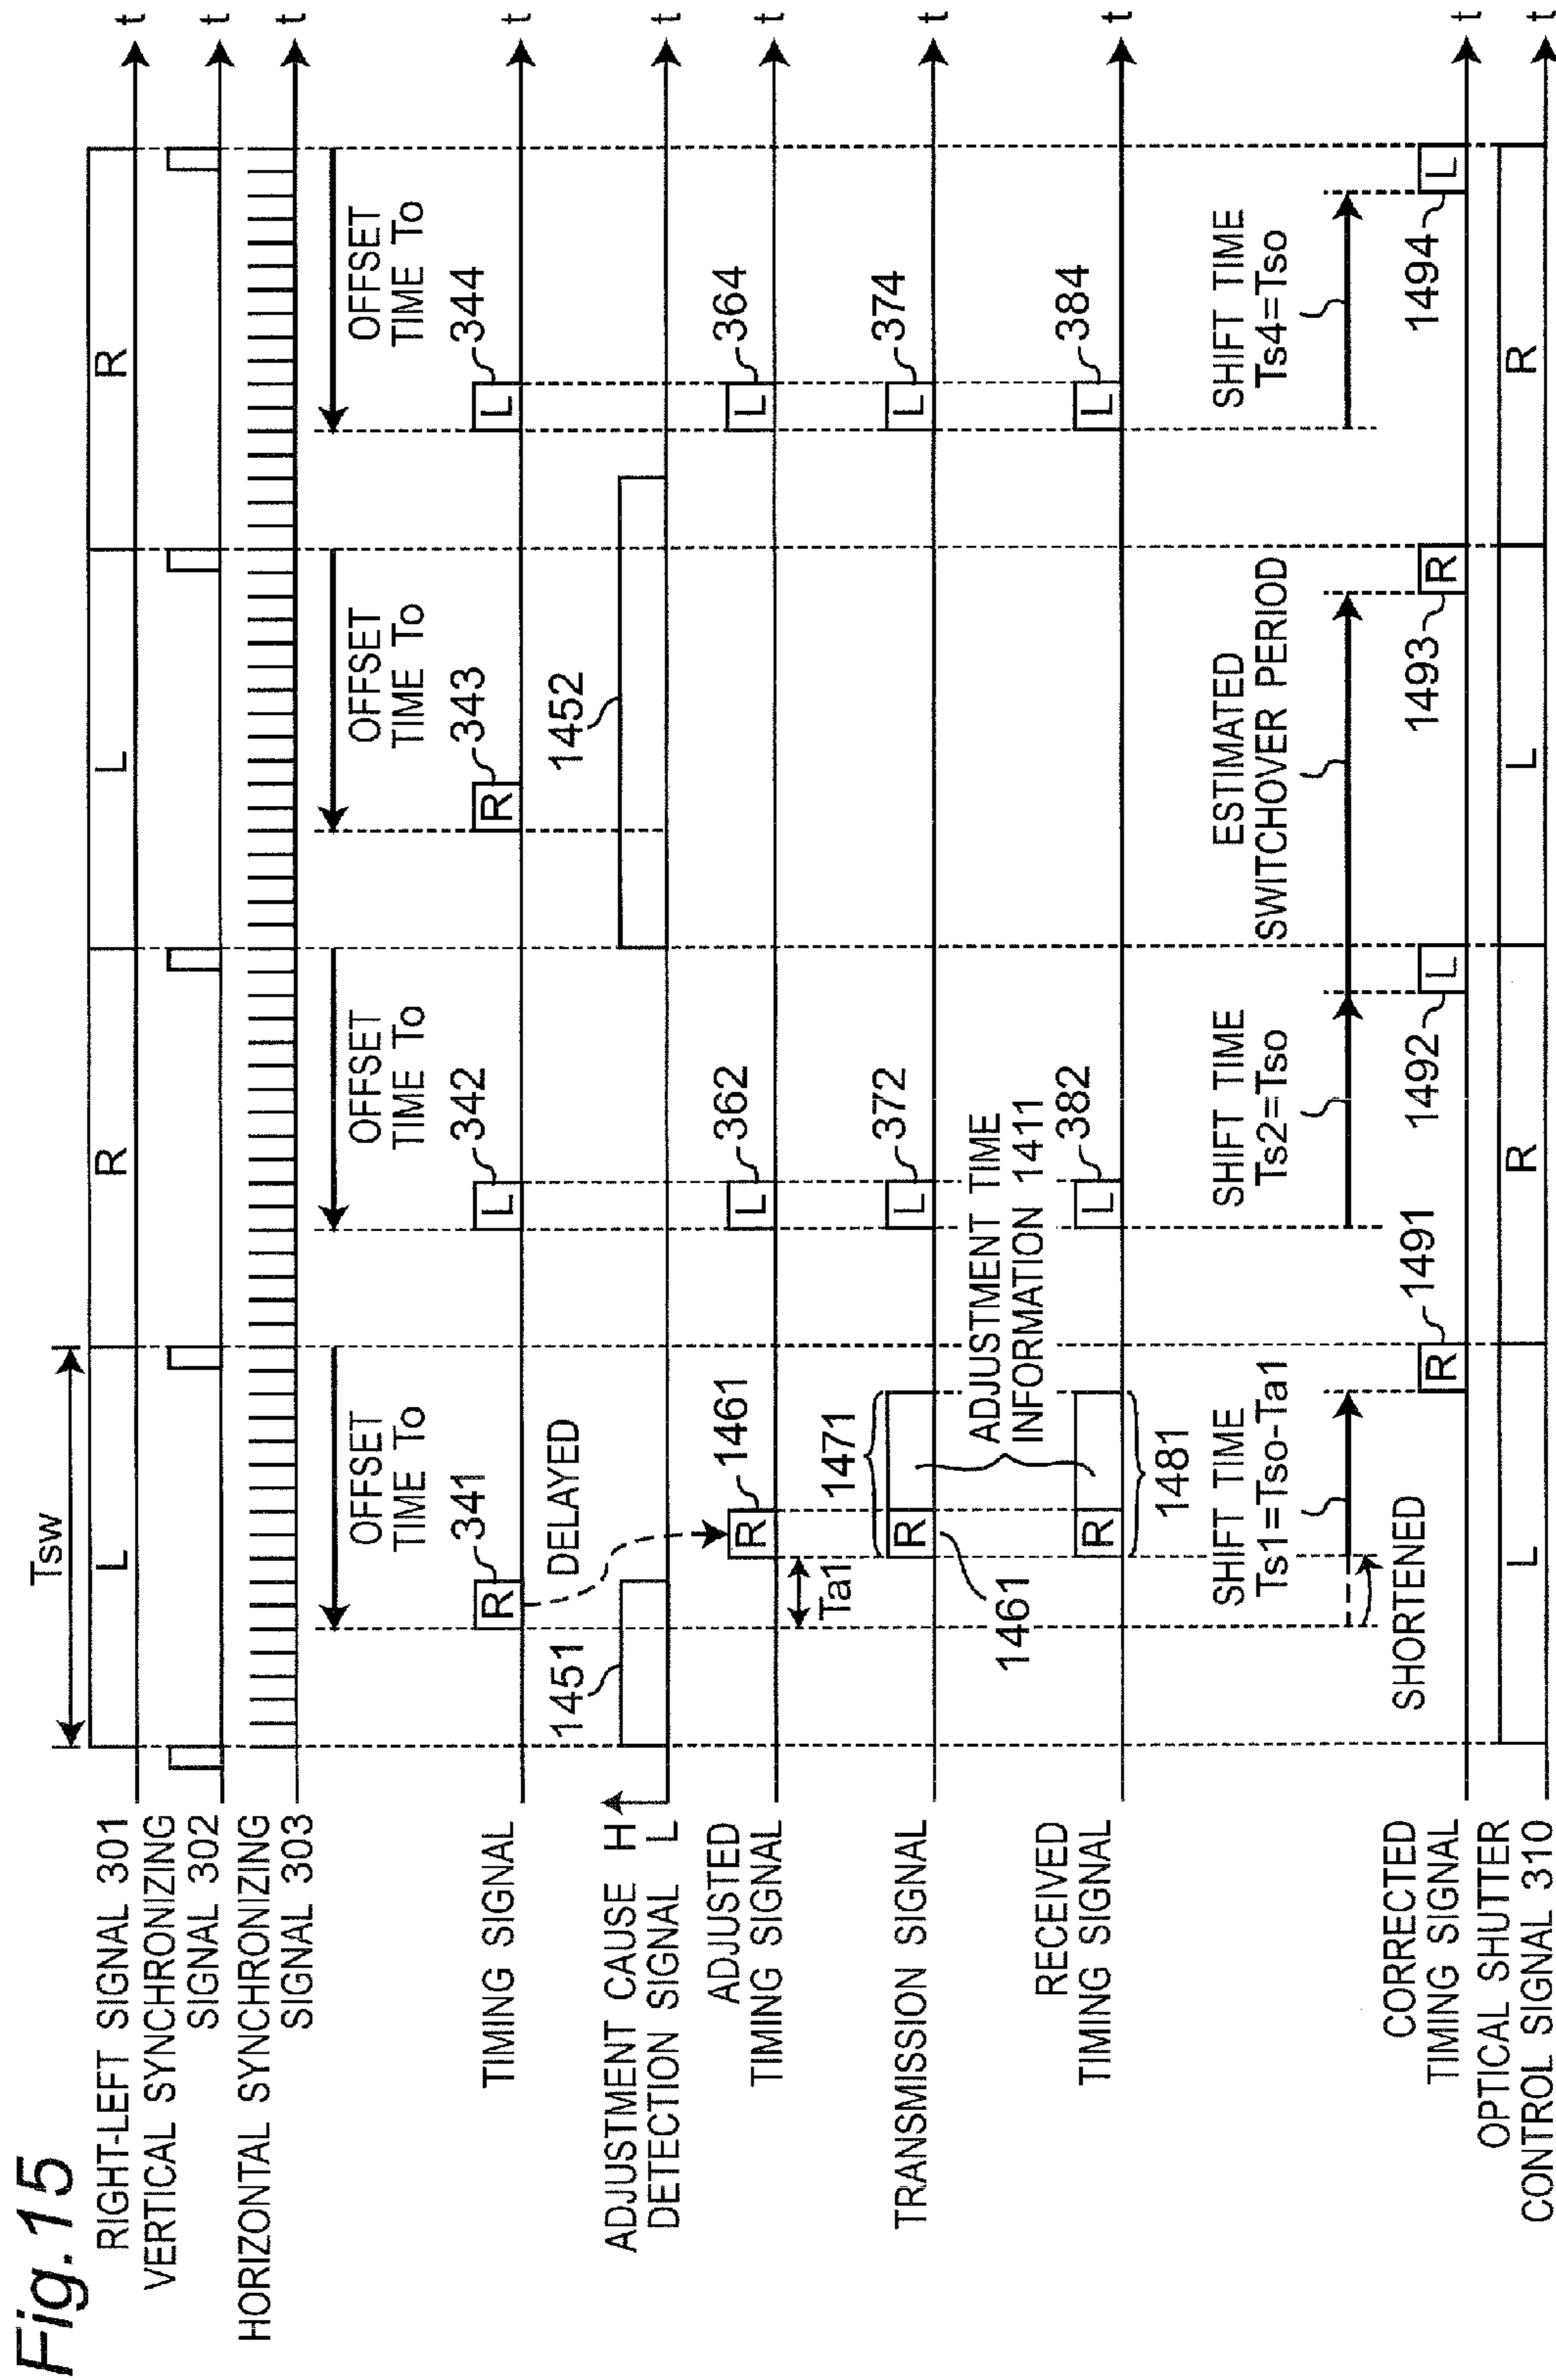 Fig.15
Tsw
RIGHT-LEFT SIGNAL 301
L
R
L
R
t
VERTICAL SYNCHRONIZING
SIGNAL 302
t
HORIZONTAL SYNCHRONIZING
SIGNAL 303
t
OFFSET
TIME To
OFFSET
TIME To
OFFSET
TIME To
OFFSET
TIME To
341
342
343
344
TIMING SIGNAL
R
L
R
L
t
DELAYED
1451
1452
ADJUSTMENT CAUSE H
DETECTION SIGNAL L
t
1461
362
364
ADJUSTED
TIMING SIGNAL
R
L
L
t
Ta1
1471
372
374
TRANSMISSION SIGNAL
R
L
L
t
1461
ADJUSTMENT TIME
INFORMATION 1411
382
384
RECEIVED
TIMING SIGNAL
R
L
L
t
1481
SHIFT TIME
Ts1=Tso-Ta1
SHIFT TIME
Ts2=Tso
ESTIMATED
SWITCHOVER PERIOD
SHIFT TIME
Ts4=Tso
SHORTENED
1491
1492
1493
1494
CORRECTED
TIMING SIGNAL
R
L
R
L
t
OPTICAL SHUTTER
CONTROL SIGNAL 310
L
R
L
R
t